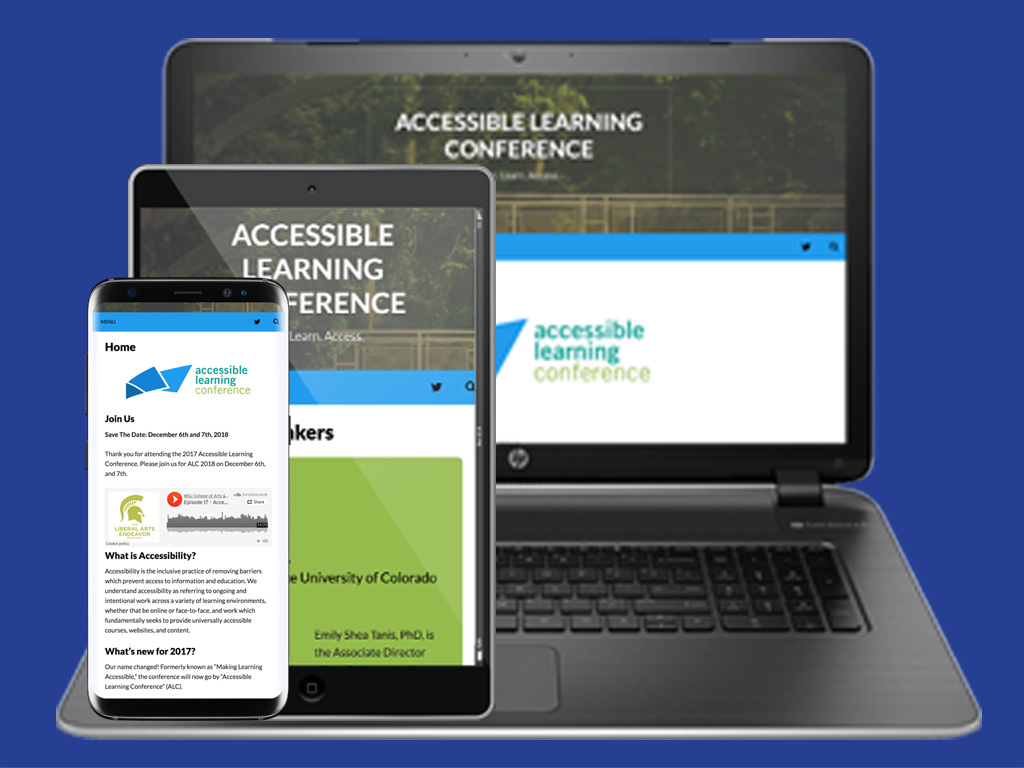 ACCESSIBLE LEARNING
CONFERENCE
Learn. Access.
accessible
learning
conference
hp
ACCESSIBLE
LEARNING
FERENCE
Learn. Access.
kers
e University of Colorado
Emily Shea Tanis, PhD, is
the Associate Director
MENU
Home
accessible
learning
conference
Join Us
Save The Date: December 6th and 7th, 2018
Thank you for attending the 2017 Accessible Learning
Conference. Please join us for ALC 2018 on December 6th,
and 7th.
MSU College of Arts &...
SOUNDCLOUD
Episode 17 - Acce...
Share
THE
LIBERAL ARTS
ENDEAVOR
PODCAST
Cookie policy
What is Accessibility?
Accessibility is the inclusive practice of removing barriers
which prevent access to information and education. We
understand accessibility as referring to ongoing and
intentional work across a variety of learning environments,
whether that be online or face-to-face, and work which
fundamentally seeks to provide universally accessible
courses, websites, and content.
What's new for 2017?
Our name changed! Formerly known as "Making Learning
Accessible," the conference will now go by "Accessible
Learning Conference" (ALC).